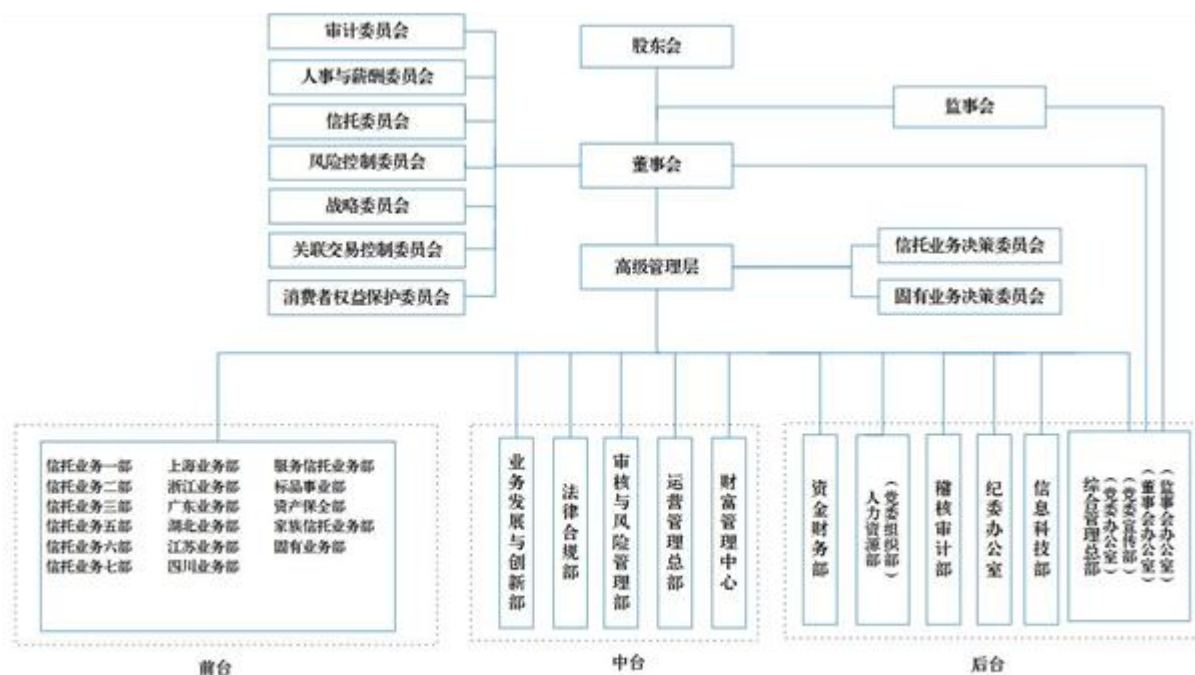 审计委员会
人事与薪酬委员会
信托委员会
风险控制委员会
战略委员会
关联交易控制委员会
消费者权益保护委员会
股东会
监事会
董事会
高级管理层
信托业务决策委员会
固有业务决策委员会
信托业务一部
信托业务二部
信托业务三部
信托业务五部
信托业务六部
信托业务七部
上海业务部
浙江业务部
广东业务部
湖北业务部
江苏业务部
四川业务部
服务信托业务部
标品事业部
资产保全部
家族信托业务部
固有业务部
前台
业务发展与创新部
法律合规部
审核与风险管理部
运营管理总部
财富管理中心
中台
资金财务部
人力资源部
（党委组织部）
稽核审计部
纪委办公室
信息科技部
综合管理总部
（党委办公室）
（党委宣传部）
（董事会办公室）
（监事会办公室）
后台